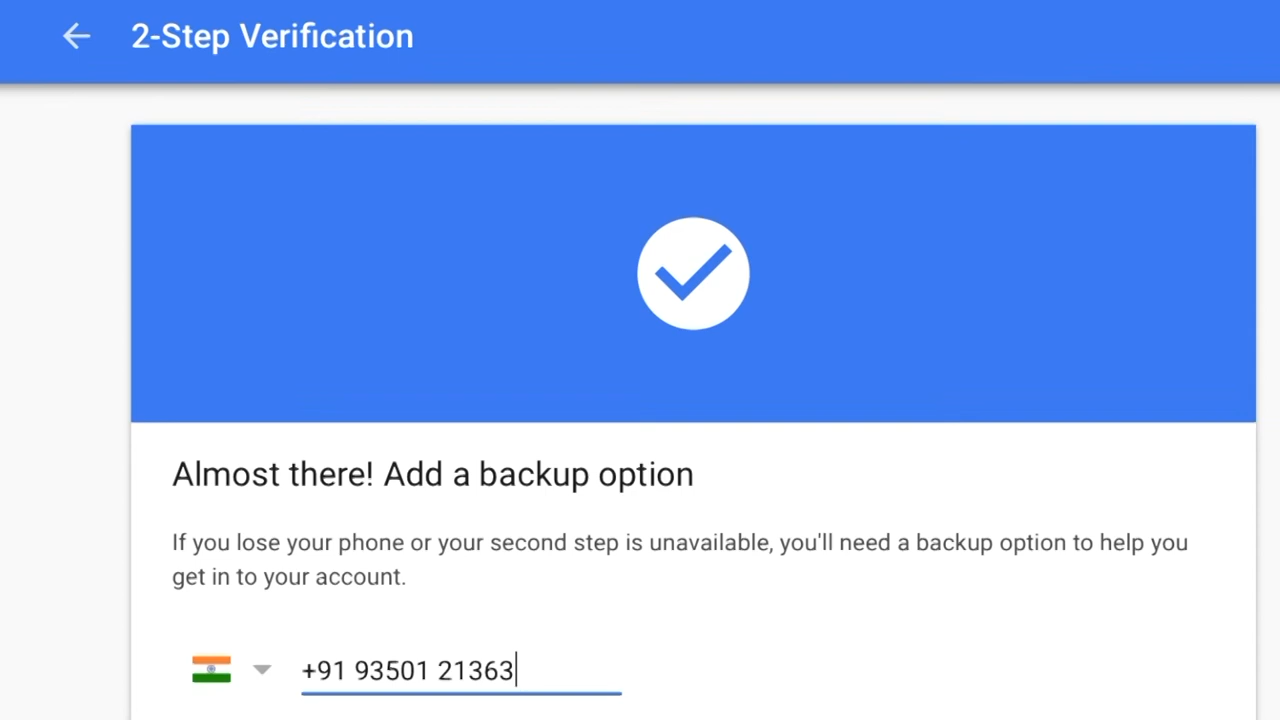 2-Step Verification
Almost there! Add a backup option
If you lose your phone or your second step is unavailable, you'll need a backup option to help you
get in to your account.
+91 93501 21363